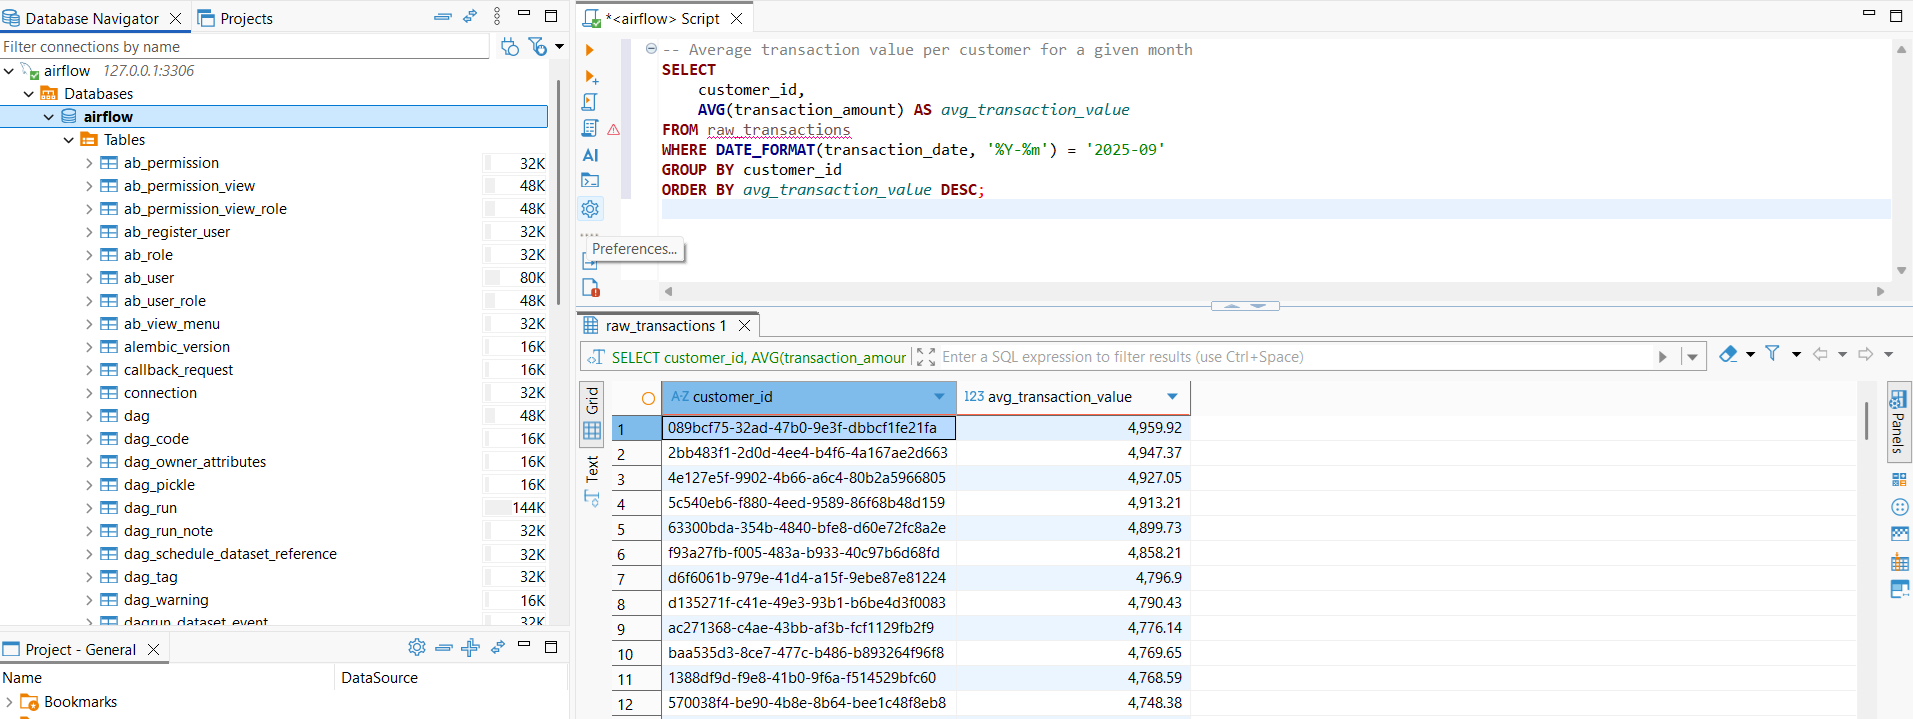 Database Navigator
Projects
Filter connections by name
airflow 127.0.0.1:3306
Databases
airflow
Tables
ab_permission 32K
ab_permission_view 48K
ab_permission_view_role 48K
ab_register_user 32K
ab_role 32K
ab_user 80K
ab_user_role 48K
ab_view_menu 32K
alembic_version 16K
callback_request 16K
connection 32K
dag 48K
dag_code 16K
dag_owner_attributes 16K
dag_pickle 16K
dag_run 144K
dag_run_note 32K
dag_schedule_dataset_reference 32K
dag_tag 32K
dag_warning 16K
dagrun_dataset_event 32K
Project - General
Name DataSource
Bookmarks
*<airflow> Script
-- Average transaction value per customer for a given month
SELECT
customer_id,
AVG(transaction_amount) AS avg_transaction_value
FROM raw_transactions
WHERE DATE_FORMAT(transaction_date, '%Y-%m') = '2025-09'
GROUP BY customer_id
ORDER BY avg_transaction_value DESC;
AI
Preferences...
raw_transactions 1
SELECT customer_id, AVG(transaction_amour
Enter a SQL expression to filter results (use Ctrl+Space)
Grid
Text
Panels
A-Z customer_id 123 avg_transaction_value
1 089bcf75-32ad-47b0-9e3f-dbbcf1fe21fa 4,959.92
2 2bb483f1-2d0d-4ee4-b4f6-4a167ae2d663 4,947.37
3 4e127e5f-9902-4b66-a6c4-80b2a5966805 4,927.05
4 5c540eb6-f880-4eed-9589-86f68b48d159 4,913.21
5 63300bda-354b-4840-bfe8-d60e72fc8a2e 4,899.73
6 f93a27fb-f005-483a-b933-40c97b6d68fd 4,858.21
7 d6f6061b-979e-41d4-a15f-9ebe87e81224 4,796.9
8 d135271f-c41e-49e3-93b1-b6be4d3f0083 4,790.43
9 ac271368-c4ae-43bb-af3b-fcf1129fb2f9 4,776.14
10 baa535d3-8ce7-477c-b486-b893264f96f8 4,769.65
11 1388df9d-f9e8-41b0-9f6a-f514529bfc60 4,768.59
12 570038f4-be90-4b8e-8b64-bee1c48f8eb8 4,748.38